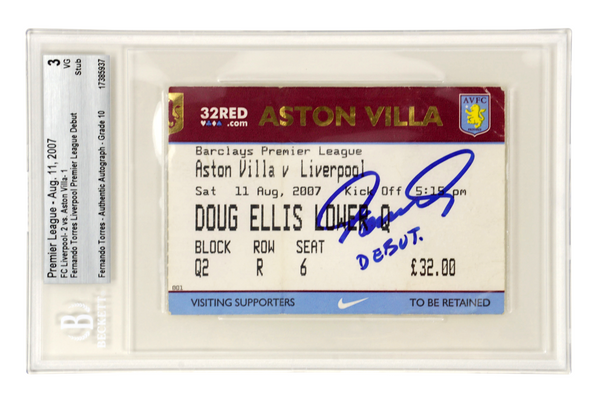 Premier League - Aug. 11, 2007
FC Liverpool- 2 vs. Aston Villa- 1
Fernando Torres Liverpool Premier League Debut
Fernando Torres - Authentic Autograph - Grade 10
3
VG
Stub
17385937
BECKETT
32RED
.com
ASTON VILLA
AVFC
Barclays Premier League
Aston Villa v Liverpool
Sat 11 Aug, 2007 Kick Off 5:15 pm
DOUG ELLIS LOWER Q
BLOCK ROW SEAT
Q2 R 6 £32.00
DEBUT.
001
VISITING SUPPORTERS TO BE RETAINED